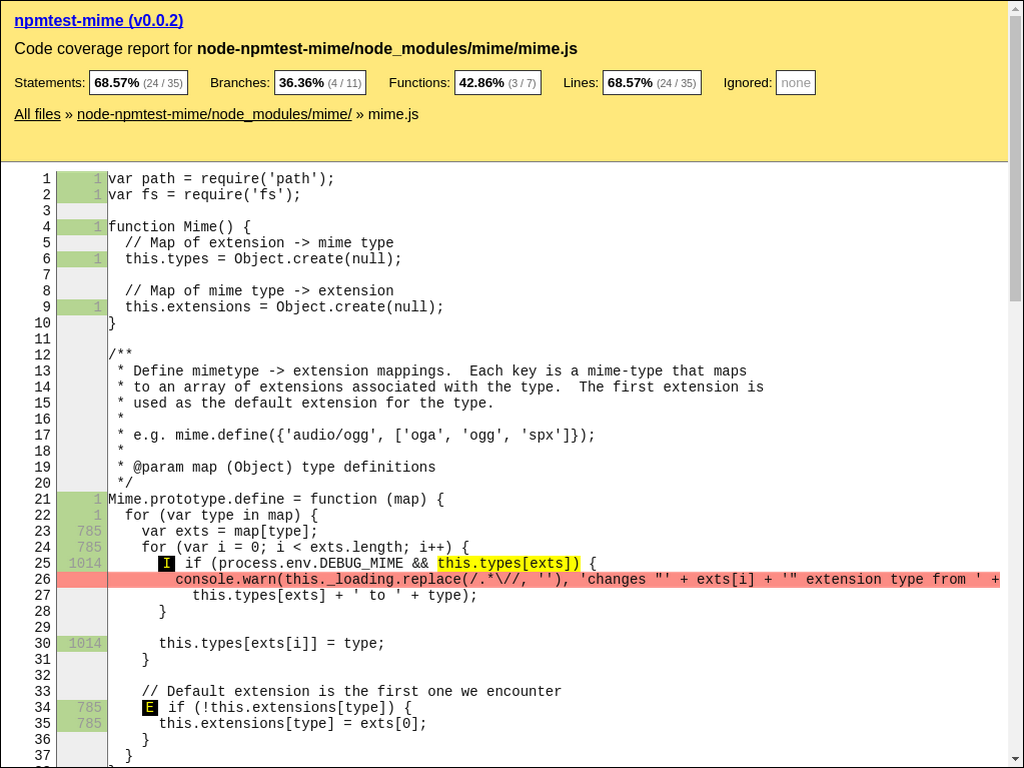 npmtest-mime (v0.0.2)
Code coverage report for node-npmtest-mime/node_modules/mime/mime.js
Statements: 68.57% (24 / 35) Branches: 36.36% (4 / 11) Functions: 42.86% (3 / 7) Lines: 68.57% (24 / 35) Ignored: none
All files » node-npmtest-mime/node_modules/mime/ » mime.js
1 1 var path = require('path');
2 1 var fs = require('fs');
3
4 1 function Mime() {
5 // Map of extension -> mime type
6 1 this.types = Object.create(null);
7
8 // Map of mime type -> extension
9 1 this.extensions = Object.create(null);
10 }
11
12 /**
13 * Define mimetype -> extension mappings.  Each key is a mime-type that maps
14 * to an array of extensions associated with the type.  The first extension is
15 * used as the default extension for the type.
16 *
17 * e.g. mime.define({'audio/ogg', ['oga', 'ogg', 'spx']});
18 *
19 * @param map (Object) type definitions
20 */
21 1 Mime.prototype.define = function (map) {
22 1 for (var type in map) {
23 785 var exts = map[type];
24 785 for (var i = 0; i < exts.length; i++) {
25 1014 I if (process.env.DEBUG_MIME && this.types[exts]) {
26 console.warn(this._loading.replace(/.*\//, ''), 'changes "' + exts[i] + '" extension type from ' +
27 this.types[exts] + ' to ' + type);
28 }
29
30 1014 this.types[exts[i]] = type;
31 }
32
33 // Default extension is the first one we encounter
34 785 E if (!this.extensions[type]) {
35 785 this.extensions[type] = exts[0];
36 }
37 }